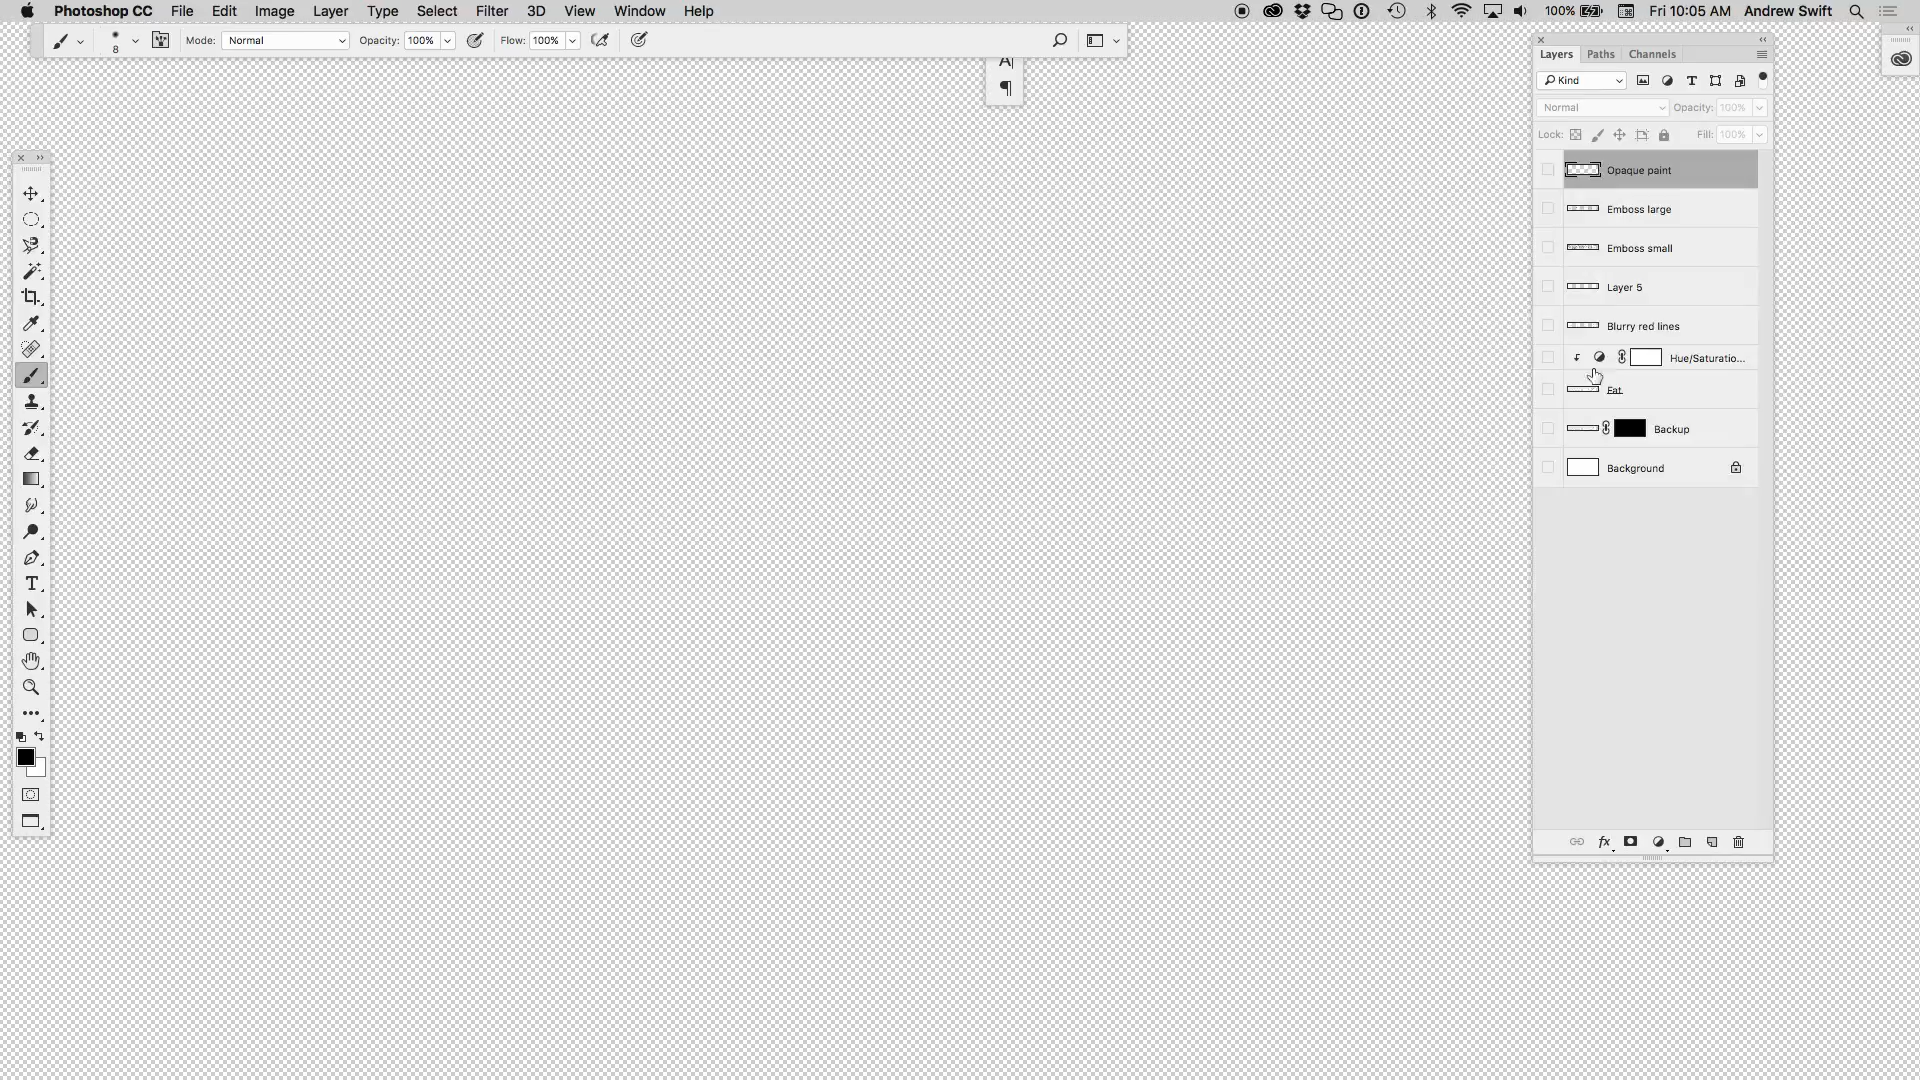 Photoshop CC File Edit Image Layer Type Select Filter 3D View Window Help 100% Fri 10:05 AM Andrew Swift
8 Mode: Normal Opacity: 100% Flow: 100%
A
¶
Layers Paths Channels
Kind
Normal Opacity: 100%
Lock: Fill: 100%
Opaque paint
Emboss large
Emboss small
Layer 5
Blurry red lines
Hue/Saturatio...
Fat
Backup
Background
T
fx